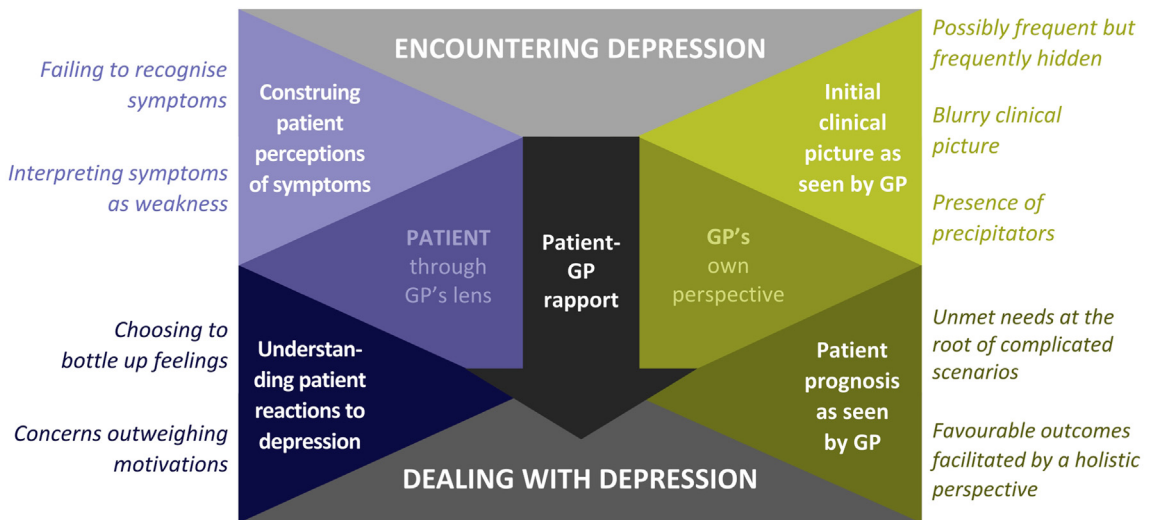 ENCOUNTERING DEPRESSION
Failing to recognise
symptoms
Interpreting symptoms
as weakness
Construing
patient
perceptions
of symptoms
PATIENT
through
GP's lens
Choosing to
bottle up feelings
Concerns outweighing
motivations
Understan-
ding patient
reactions to
depression
Patient-
GP
rapport
GP's
own
perspective
Initial
clinical
picture as
seen by GP
Possibly frequent but
frequently hidden
Blurry clinical
picture
Presence of
precipitators
Patient
prognosis
as seen
by GP
Unmet needs at the
root of complicated
scenarios
Favourable outcomes
facilitated by a holistic
perspective
DEALING WITH DEPRESSION